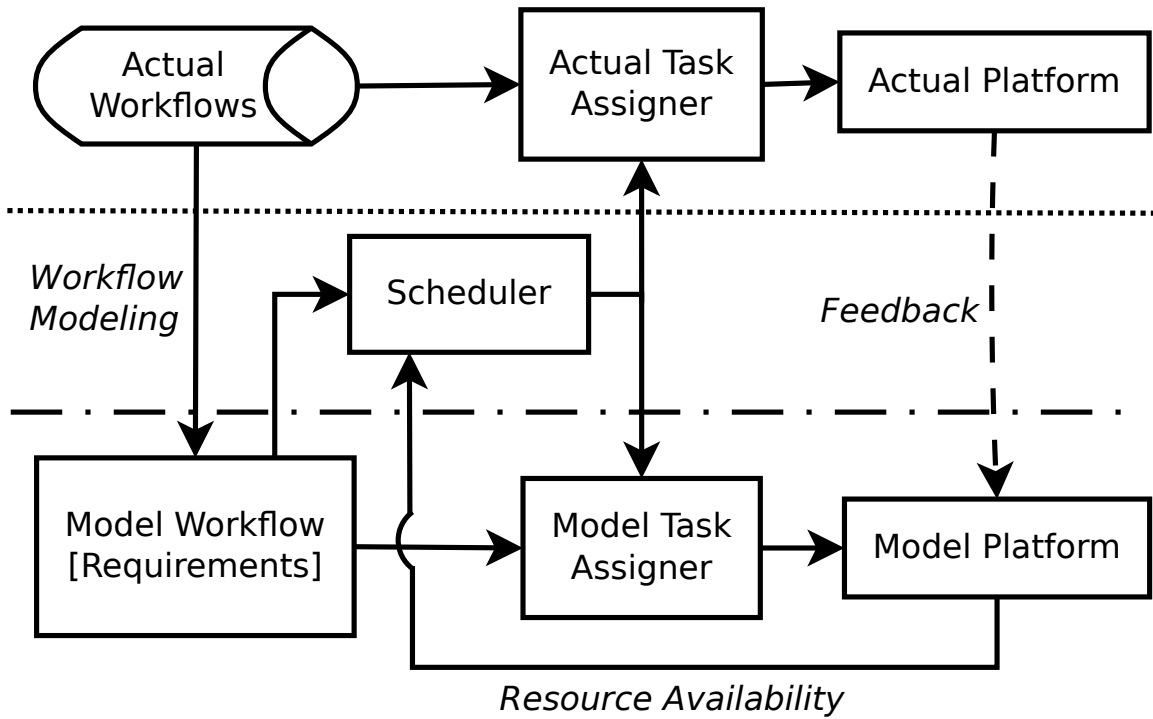 Actual
Workflows
Actual Task
Assigner
Actual Platform
Workflow
Modeling
Scheduler
Feedback
Model Workflow
[Requirements]
Model Task
Assigner
Model Platform
Resource Availability